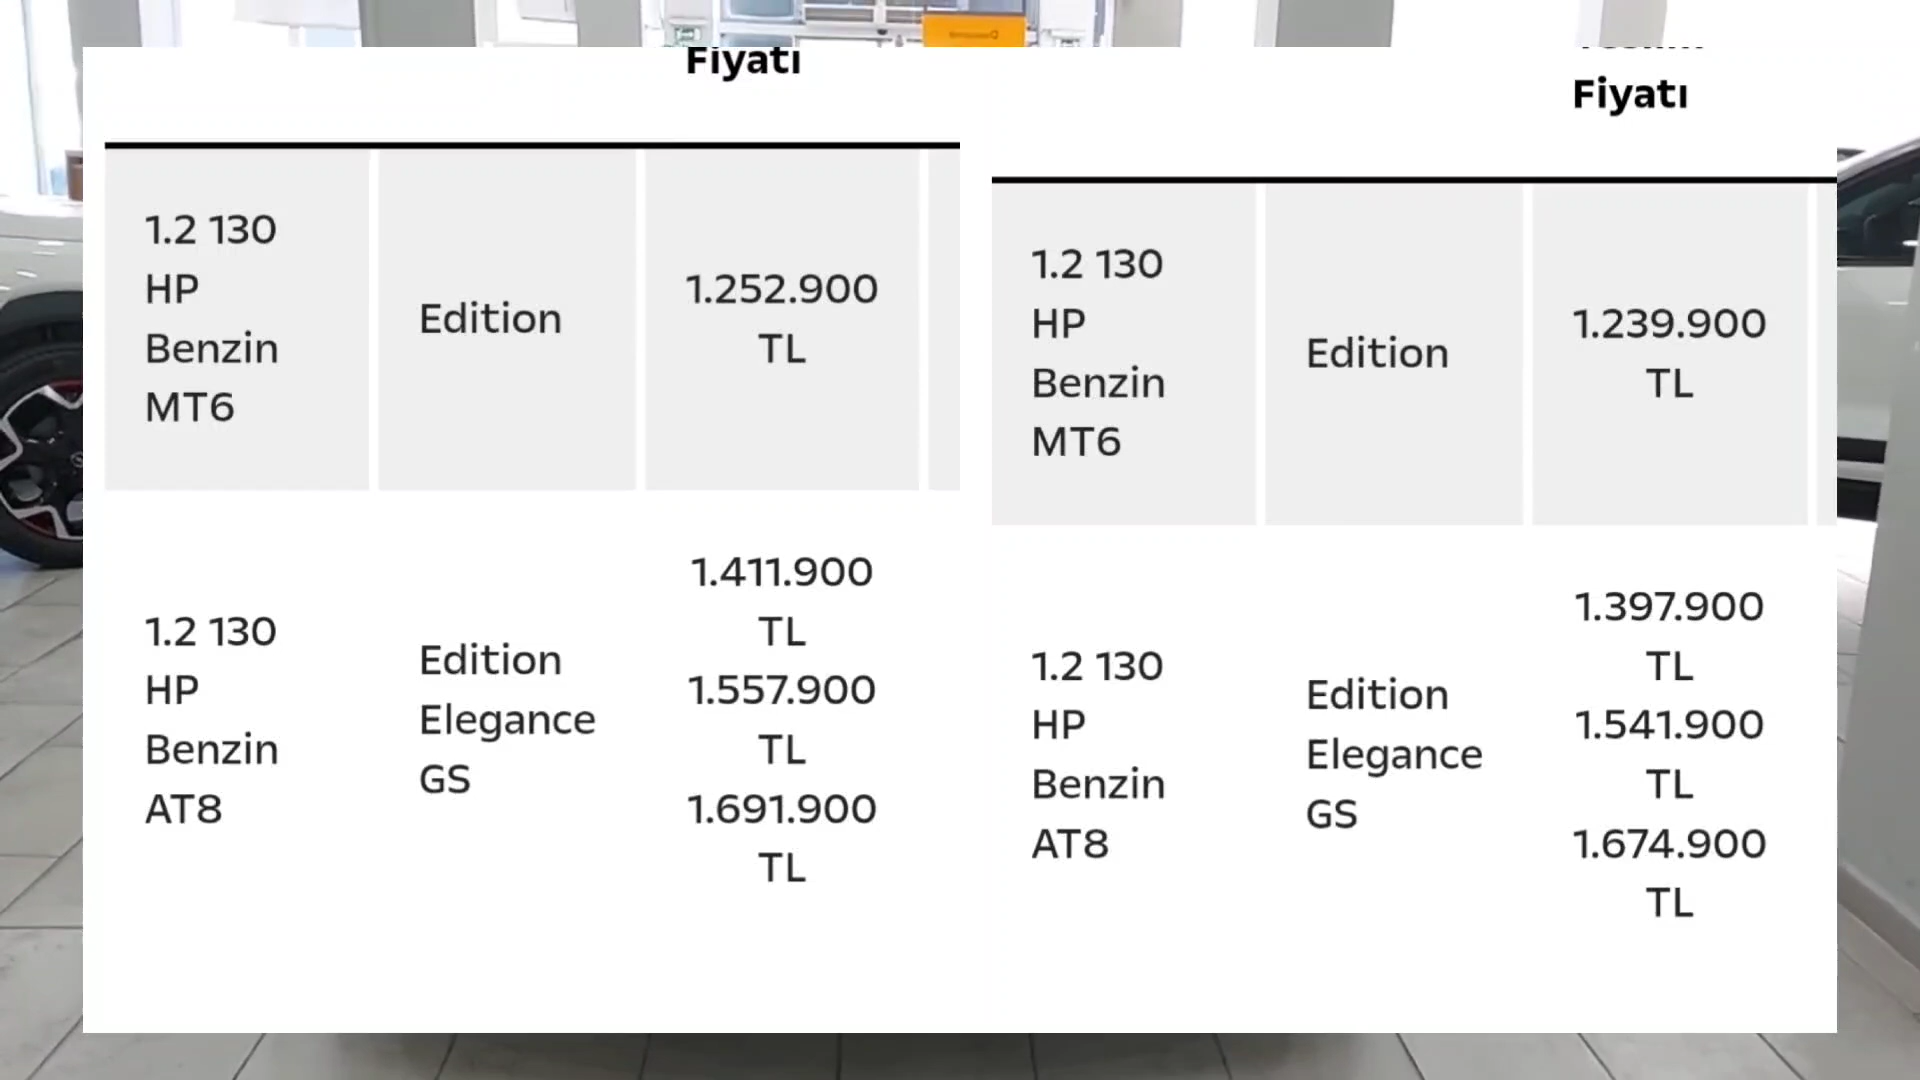 Fiyatı
1.2 130
HP
Benzin
MT6
Edition
1.252.900
TL
1.2 130
HP
Benzin
AT8
Edition
Elegance
GS
1.411.900
TL
1.557.900
TL
1.691.900
TL
Fiyatı
1.2 130
HP
Benzin
MT6
Edition
1.239.900
TL
1.2 130
HP
Benzin
AT8
Edition
Elegance
GS
1.397.900
TL
1.541.900
TL
1.674.900
TL